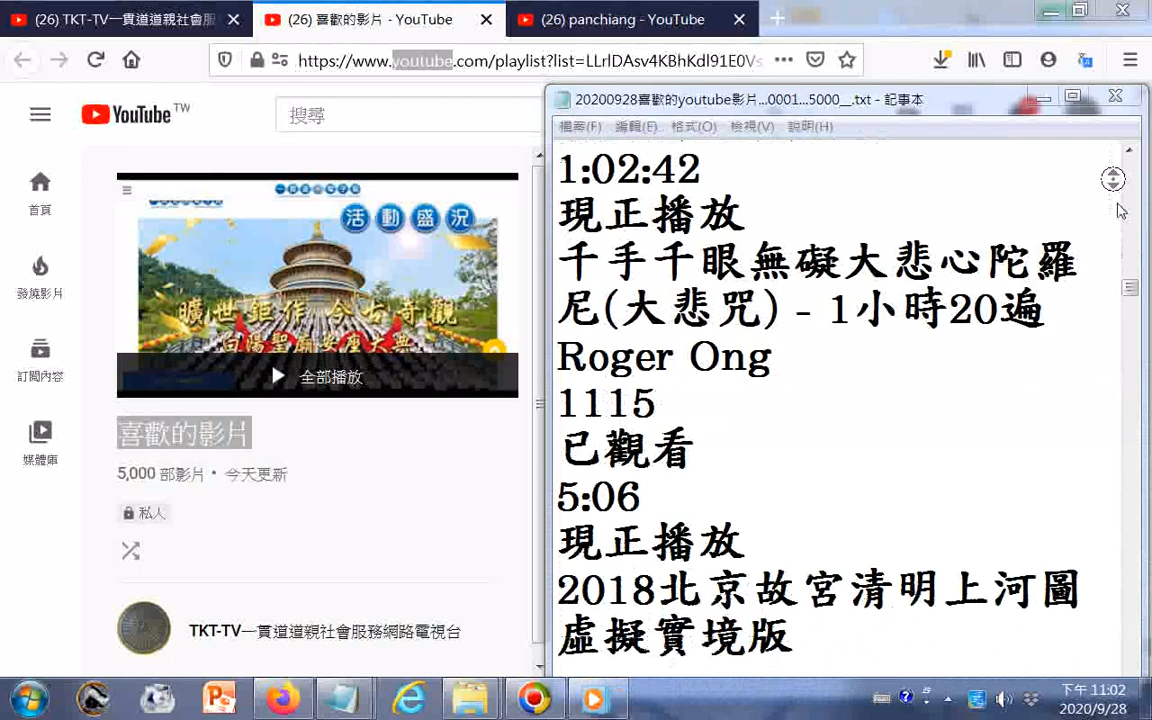 (26) TKT-TV一貫道道親社會服
(26) 喜歡的影片 - YouTube
(26) panchiang - YouTube
https://www.youtube.com/playlist?list=LLrlDAsv4KBhKdl91E0Vs
YouTube TW
搜尋
首頁
發燒影片
訂閱內容
媒體櫃
活動盛況
曠世鉅作 今古奇觀
白陽聖廟安座大典
全部播放
喜歡的影片
5,000 部影片 • 今天更新
私人
TKT-TV一貫道道親社會服務網路電視台
20200928喜歡的youtube影片...0001...5000__.txt - 記事本
檔案(F) 編輯(E) 格式(O) 檢視(V) 說明(H)
1:02:42
現正播放
千手千眼無礙大悲心陀羅
尼(大悲咒) - 1小時20遍
Roger Ong
1115
已觀看
5:06
現正播放
2018北京故宮清明上河圖
虛擬實境版
下午 11:02
2020/9/28